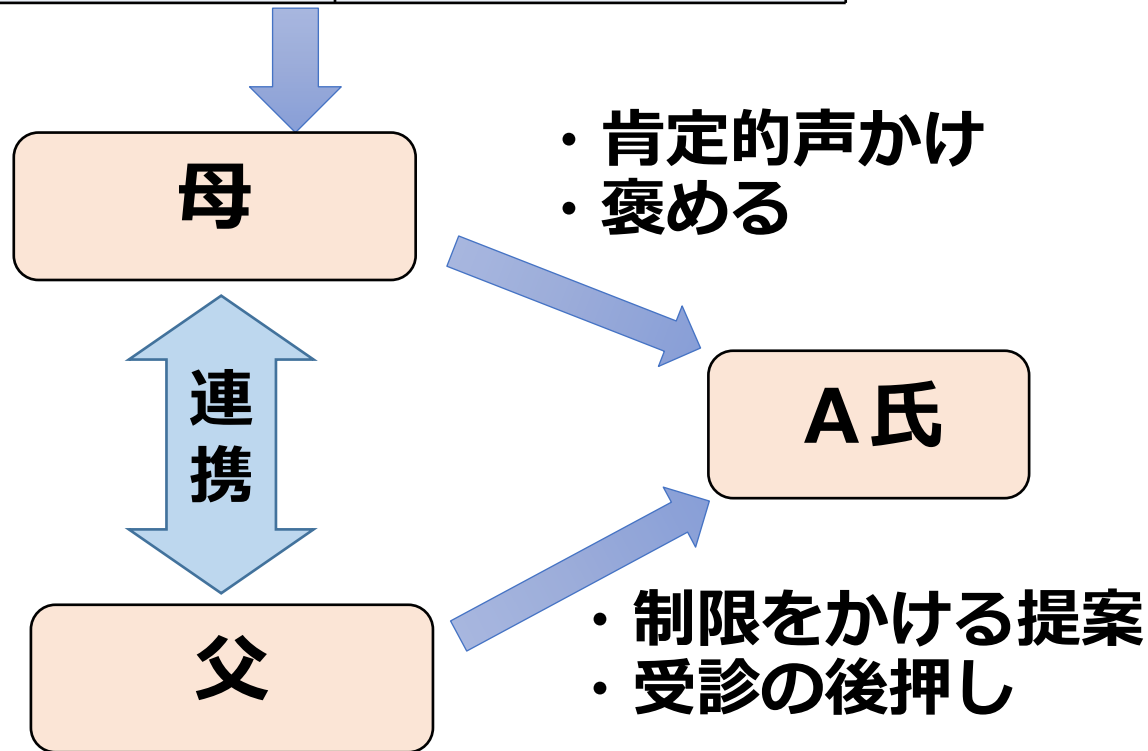 ・肯定的声かけ
・褒める
母
連
携
Ａ氏
父
・制限をかける提案
・受診の後押し